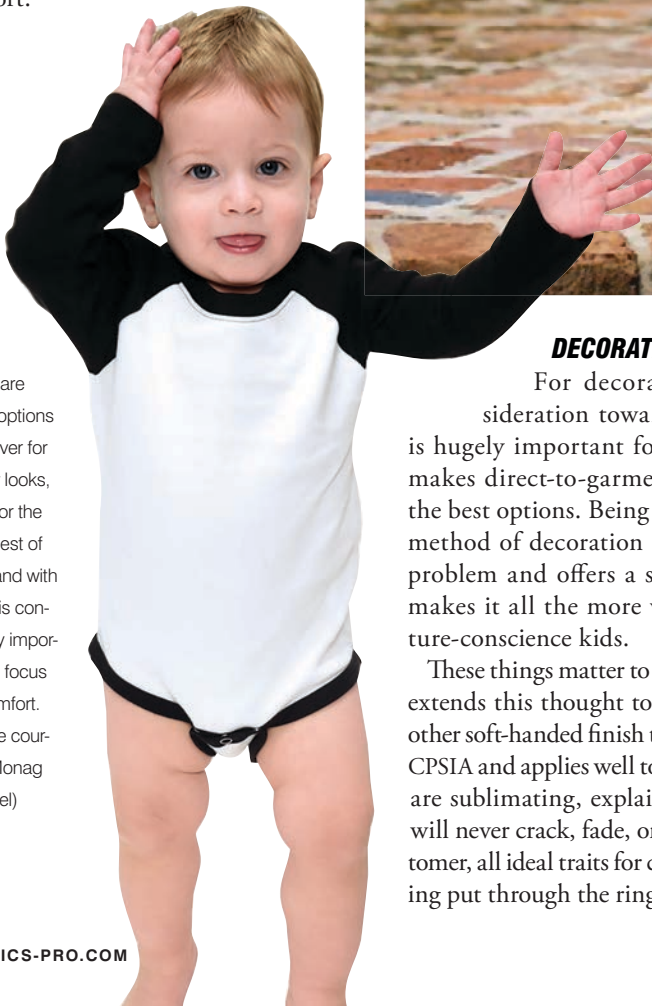 ort.
are
options
ver for
looks,
or the
est of
and with
is con-
y impor-
focus
mfort.
e cour-
Monag
el)
ICS-PRO.COM
DECORAT
For decora
sideration towa
is hugely important fo
makes direct-to-garme
the best options. Being
method of decoration
problem and offers a s
makes it all the more
ture-conscience kids.
These things matter to
extends this thought to
other soft-handed finish
CPSIA and applies well to
are sublimating, explai
will never crack, fade, or
tomer, all ideal traits for
ing put through the ring